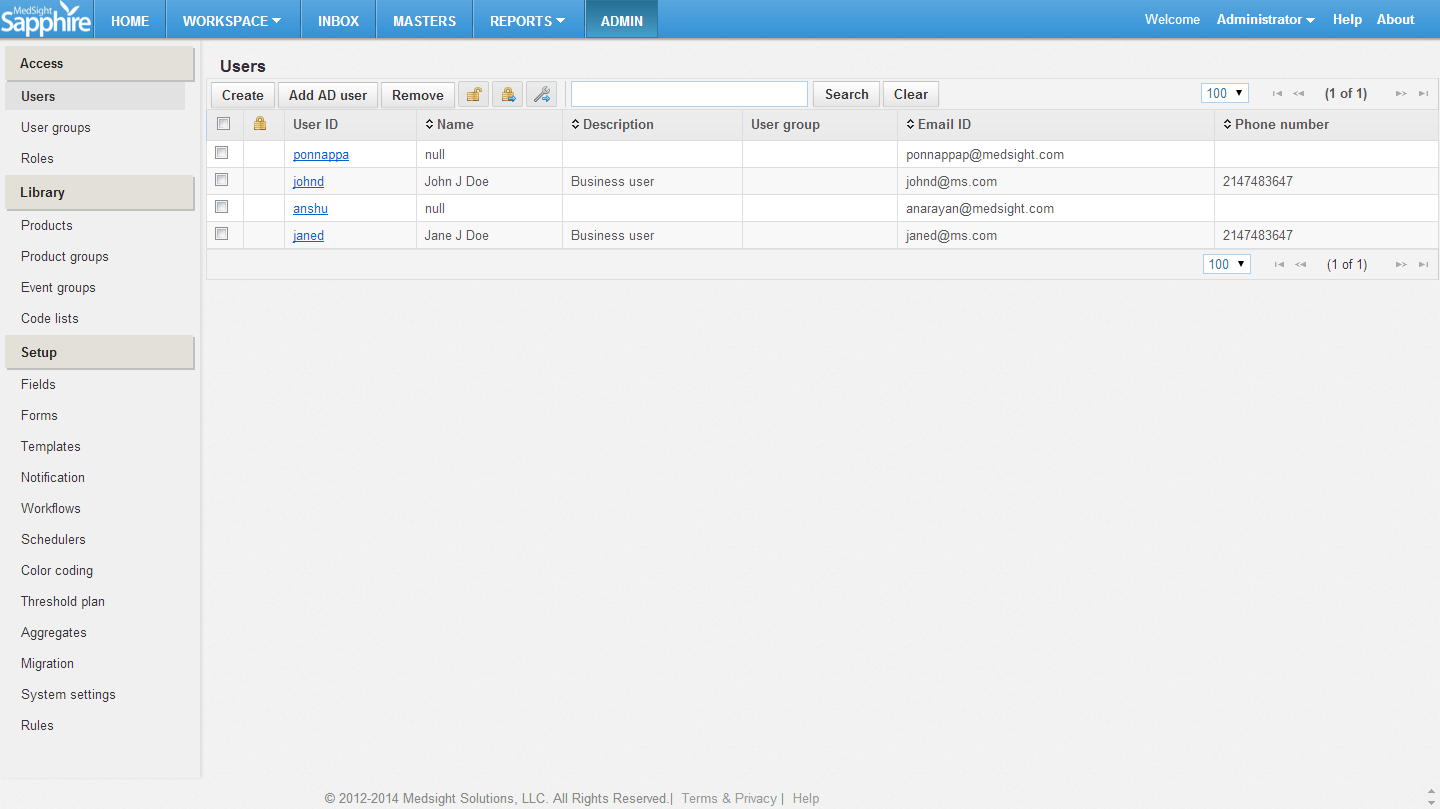 MedSight
Sapphire
HOME WORKSPACE INBOX MASTERS REPORTS ADMIN Welcome Administrator Help About
Access
Users
User groups
Roles
Library
Products
Product groups
Event groups
Code lists
Setup
Fields
Forms
Templates
Notification
Workflows
Schedulers
Color coding
Threshold plan
Aggregates
Migration
System settings
Rules
Users
Create Add AD user Remove Search Clear 100 (1 of 1)
User ID Name Description User group Email ID Phone number
ponnappa null ponnappap@medsight.com
johnd John J Doe Business user johnd@ms.com 2147483647
anshu null anarayan@medsight.com
janed Jane J Doe Business user janed@ms.com 2147483647
100 (1 of 1)
© 2012-2014 Medsight Solutions, LLC. All Rights Reserved.| Terms & Privacy | Help